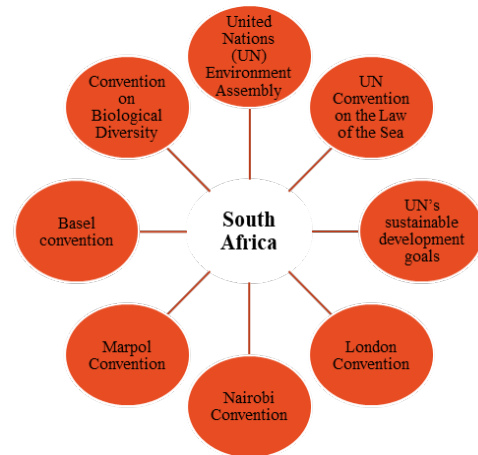 United
Nations
(UN)
Environment
Assembly
UN
Convention
on the Law
of the Sea
UN's
sustainable
development
goals
London
Convention
Nairobi
Convention
Marpol
Convention
Basel
convention
Convention
on
Biological
Diversity
South
Africa